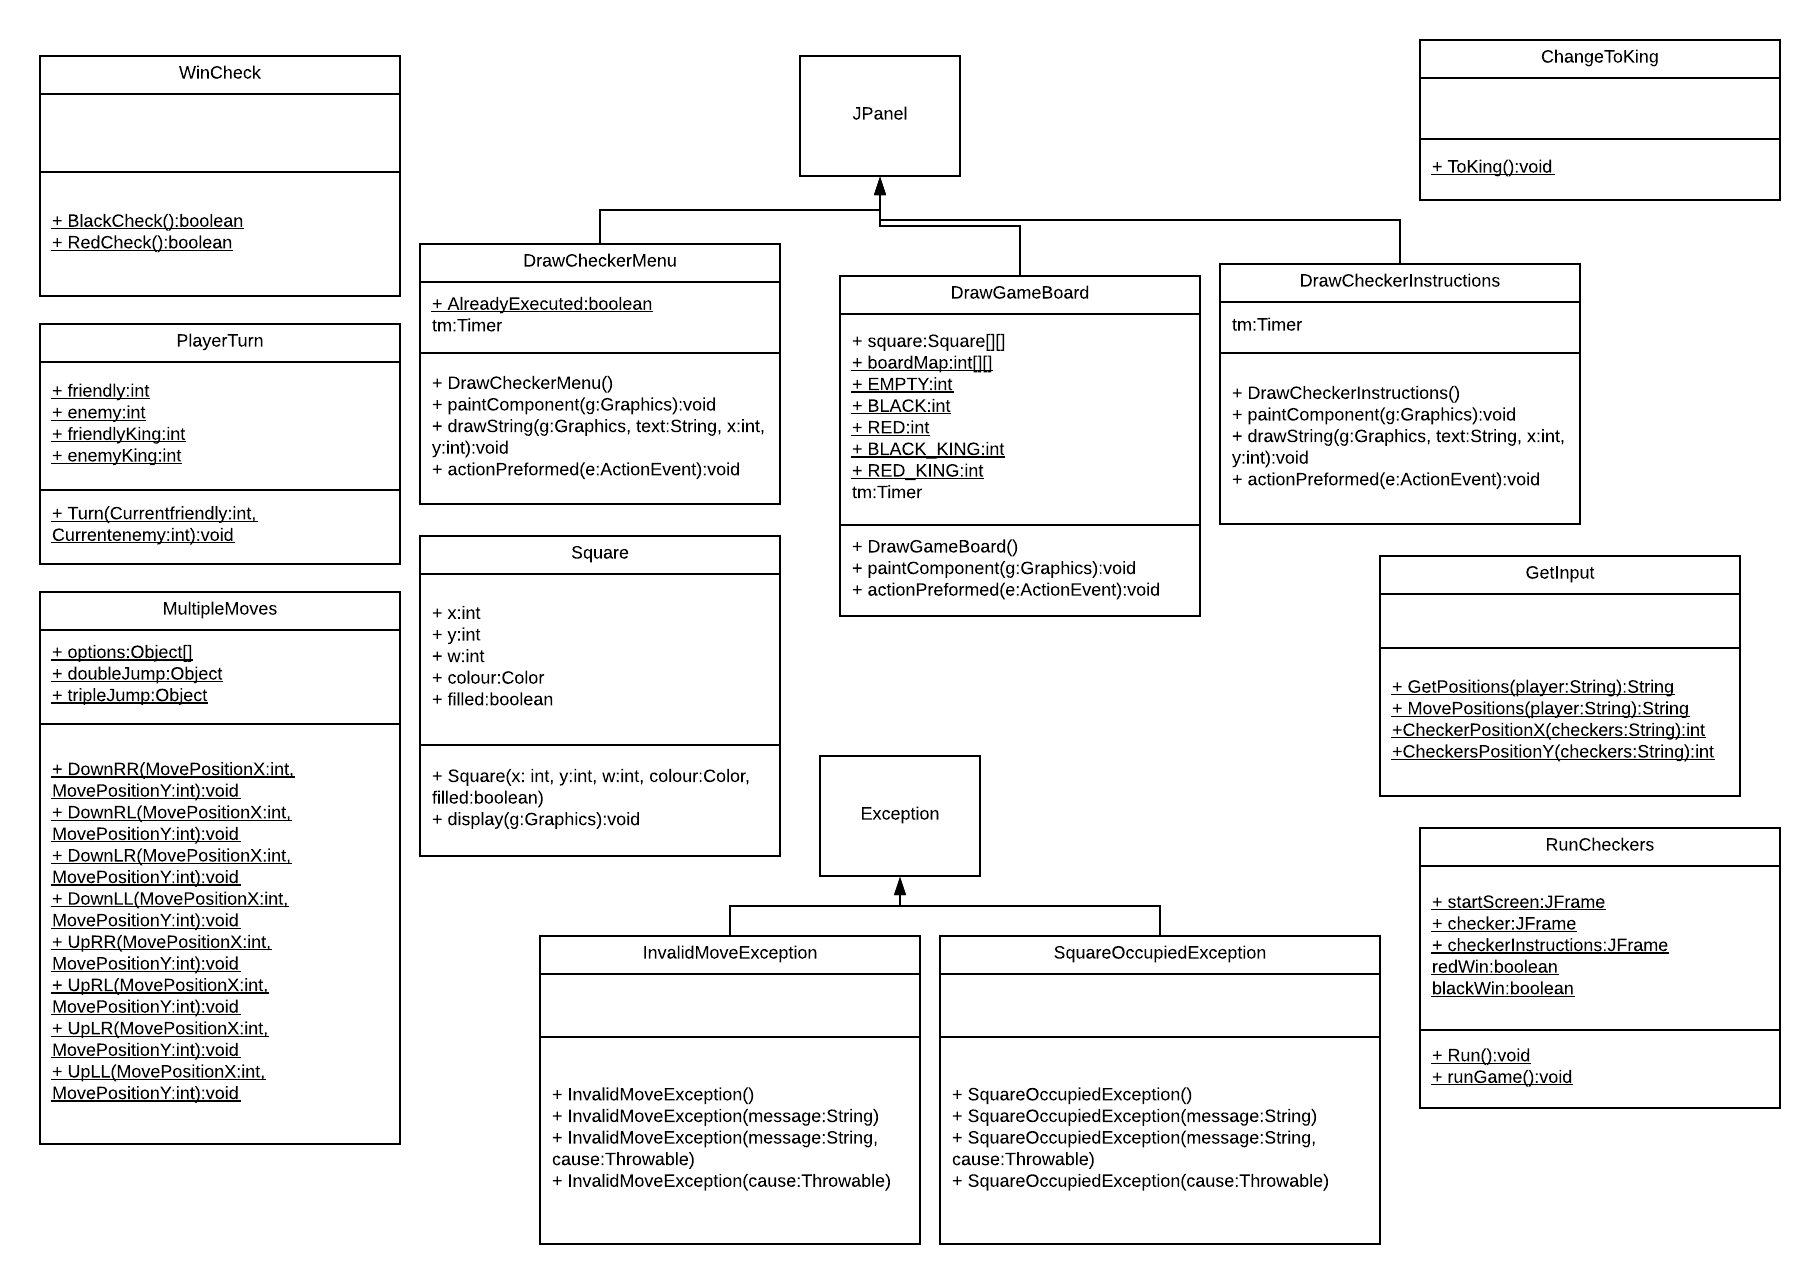 WinCheck
+ BlackCheck():boolean
+ RedCheck():boolean
PlayerTurn
+ friendly:int
+ enemy:int
+ friendlyKing:int
+ enemyKing:int
+ Turn(Currentfriendly:int,
Currentenemy:int):void
MultipleMoves
+ options:Object[]
+ doubleJump:Object
+ tripleJump:Object
+ DownRR(MovePositionX:int,
MovePositionY:int):void
+ DownRL(MovePositionX:int,
MovePositionY:int):void
+ DownLR(MovePositionX:int,
MovePositionY:int):void
+ DownLL(MovePositionX:int,
MovePositionY:int):void
+ UpRR(MovePositionX:int,
MovePositionY:int):void
+ UpRL(MovePositionX:int,
MovePositionY:int):void
+ UpLR(MovePositionX:int,
MovePositionY:int):void
+ UpLL(MovePositionX:int,
MovePositionY:int):void
JPanel
DrawCheckerMenu
+ AlreadyExecuted:boolean
tm:Timer
+ DrawCheckerMenu()
+ paintComponent(g:Graphics):void
+ drawString(g:Graphics, text:String, x:int,
y:int):void
+ actionPreformed(e:ActionEvent):void
Square
+ x:int
+ y:int
+ w:int
+ colour:Color
+ filled:boolean
+ Square(x: int, y:int, w:int, colour:Color,
filled:boolean)
+ display(g:Graphics):void
DrawGameBoard
+ square:Square[][]
+ boardMap:int[][]
+ EMPTY:int
+ BLACK:int
+ RED:int
+ BLACK_KING:int
+ RED_KING:int
tm:Timer
+ DrawGameBoard()
+ paintComponent(g:Graphics):void
+ actionPreformed(e:ActionEvent):void
DrawCheckerInstructions
tm:Timer
+ DrawCheckerInstructions()
+ paintComponent(g:Graphics):void
+ drawString(g:Graphics, text:String, x:int,
y:int):void
+ actionPreformed(e:ActionEvent):void
ChangeToKing
+ ToKing():void
GetInput
+ GetPositions(player:String):String
+ MovePositions(player:String):String
+CheckerPositionX(checkers:String):int
+CheckersPositionY(checkers:String):int
Exception
InvalidMoveException
+ InvalidMoveException()
+ InvalidMoveException(message:String)
+ InvalidMoveException(message:String,
cause:Throwable)
+ InvalidMoveException(cause:Throwable)
SquareOccupiedException
+ SquareOccupiedException()
+ SquareOccupiedException(message:String)
+ SquareOccupiedException(message:String,
cause:Throwable)
+ SquareOccupiedException(cause:Throwable)
RunCheckers
+ startScreen:JFrame
+ checker:JFrame
+ checkerInstructions:JFrame
redWin:boolean
blackWin:boolean
+ Run():void
+ runGame():void